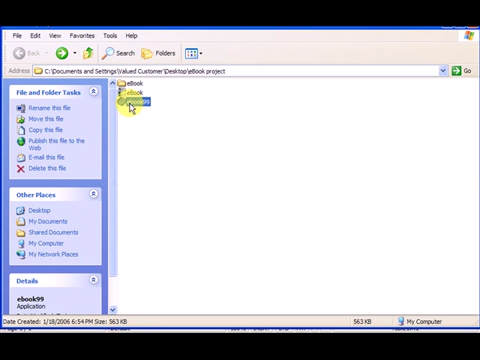 File Edit View Favorites Tools Help
Back Search Folders
Address C:\Documents and Settings\Valued Customer\Desktop\eBook project Go
File and Folder Tasks
Rename this file
Move this file
Copy this file
Publish this file to the
Web
E-mail this file
Delete this file
Other Places
Desktop
My Documents
Shared Documents
My Computer
My Network Places
Details
ebook99
Application
eBook
eBook
ebook99
Date Created: 1/18/2006 6:54 PM Size: 563 KB 563 KB My Computer